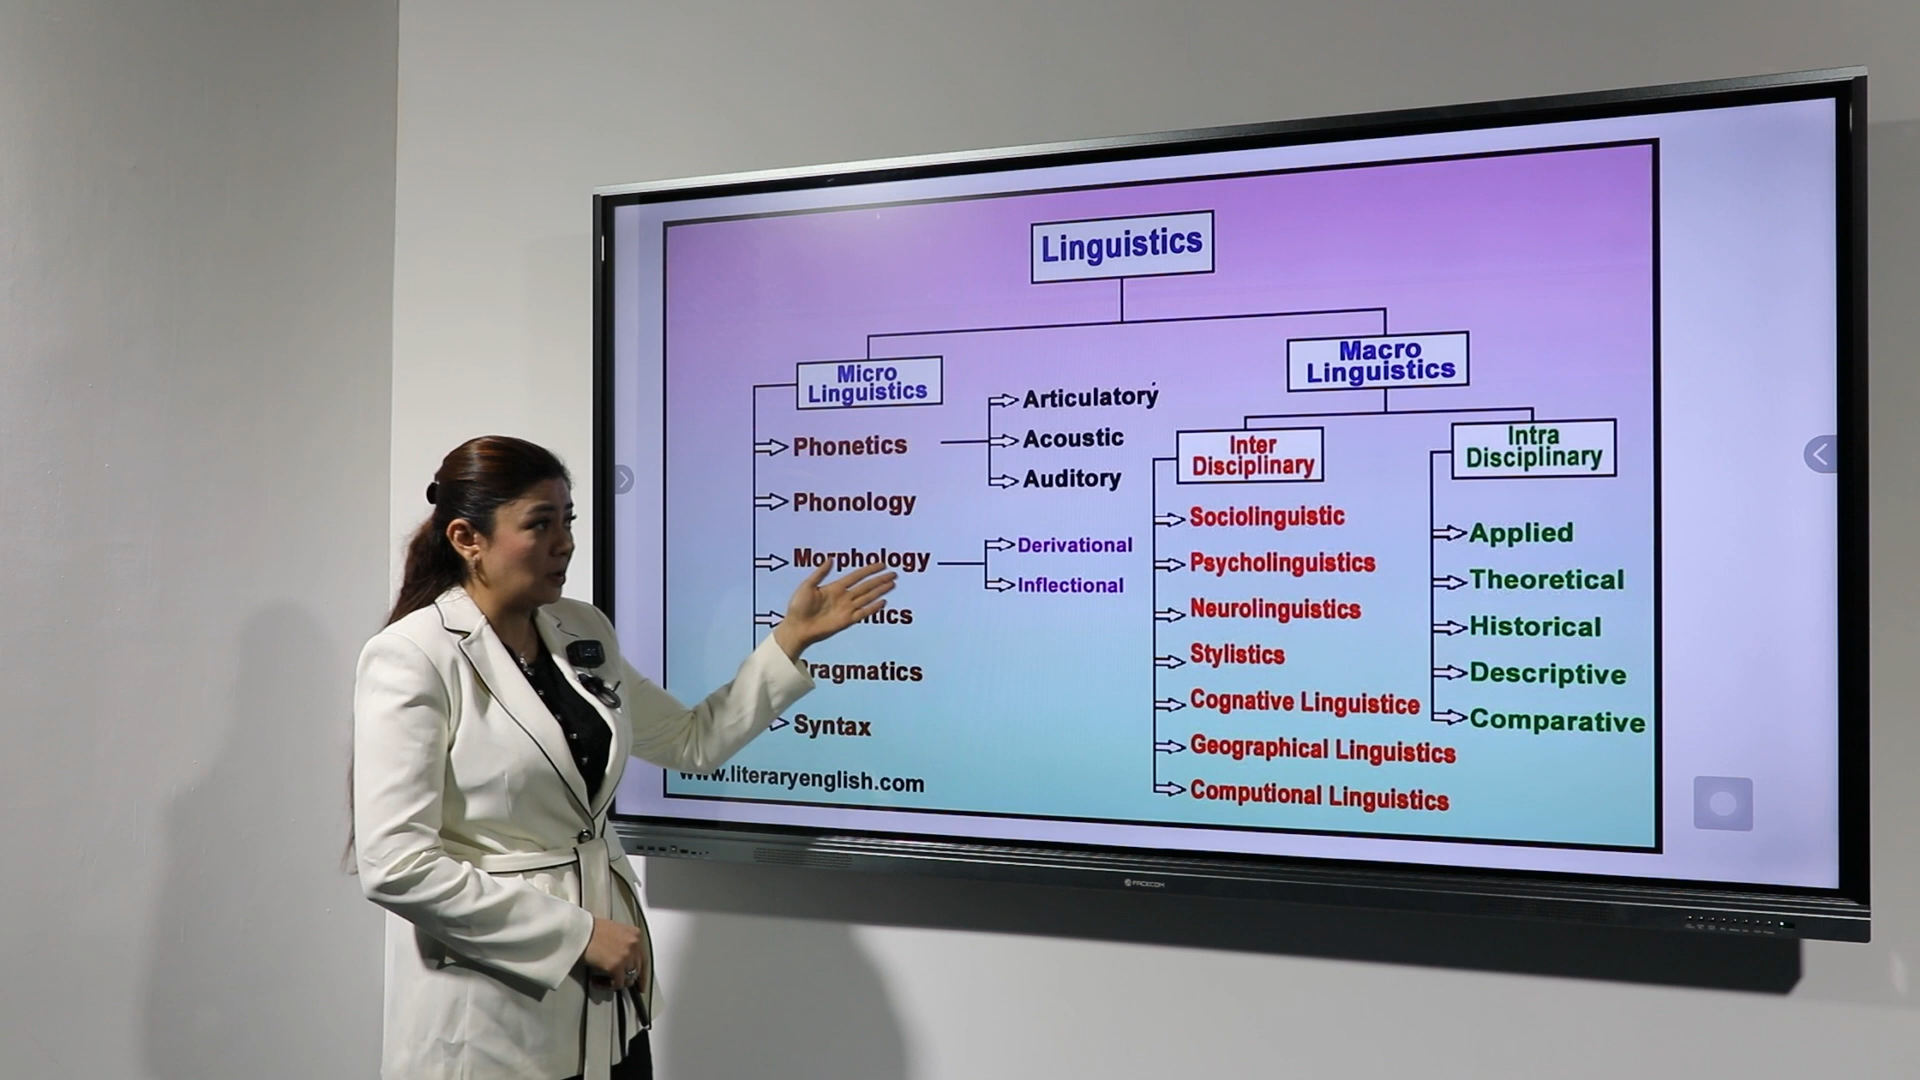 Linguistics
Micro
Linguistics
Phonetics
Articulatory
Acoustic
Auditory
Phonology
Morphology
Derivational
Inflectional
Syntax
www.literaryenglish.com
Macro
Linguistics
Inter
Disciplinary
Sociolinguistic
Psycholinguistics
Neurolinguistics
Stylistics
Cognative Linguistice
Geographical Linguistics
Computional Linguistics
Intra
Disciplinary
Applied
Theoretical
Historical
Descriptive
Comparative